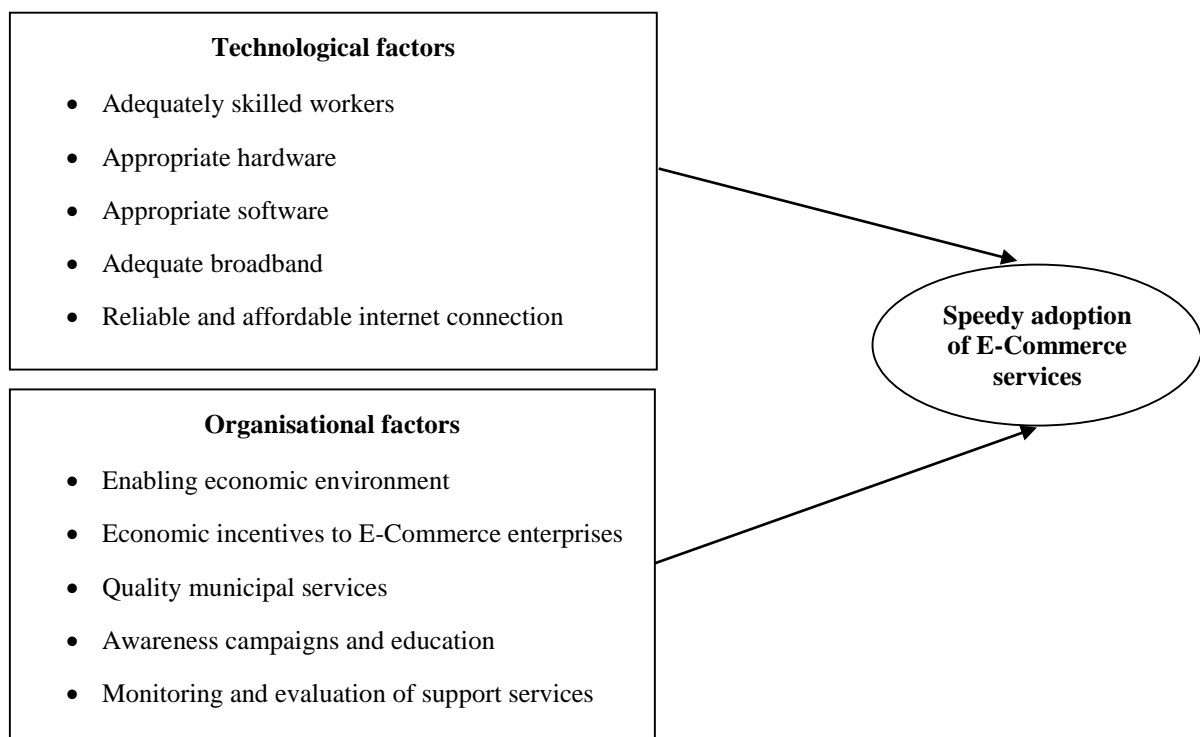 Technological factors
• Adequately skilled workers
• Appropriate hardware
• Appropriate software
• Adequate broadband
• Reliable and affordable internet connection
Speedy adoption
of E-Commerce
services
Organisational factors
• Enabling economic environment
• Economic incentives to E-Commerce enterprises
• Quality municipal services
• Awareness campaigns and education
• Monitoring and evaluation of support services